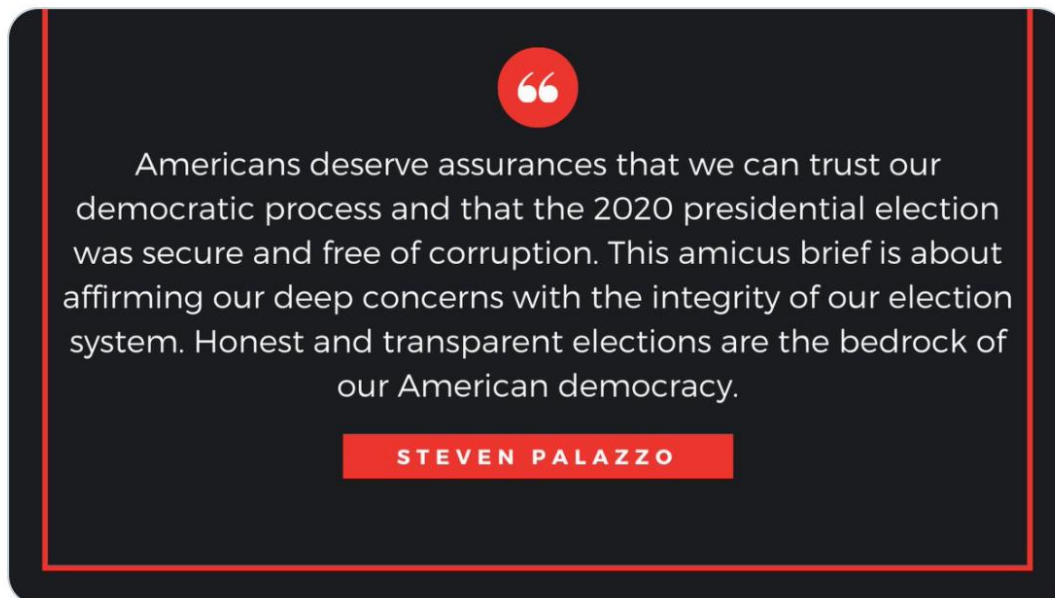 “
Americans deserve assurances that we can trust our
democratic process and that the 2020 presidential election
was secure and free of corruption. This amicus brief is about
affirming our deep concerns with the integrity of our election
system. Honest and transparent elections are the bedrock of
our American democracy.
STEVEN PALAZZO